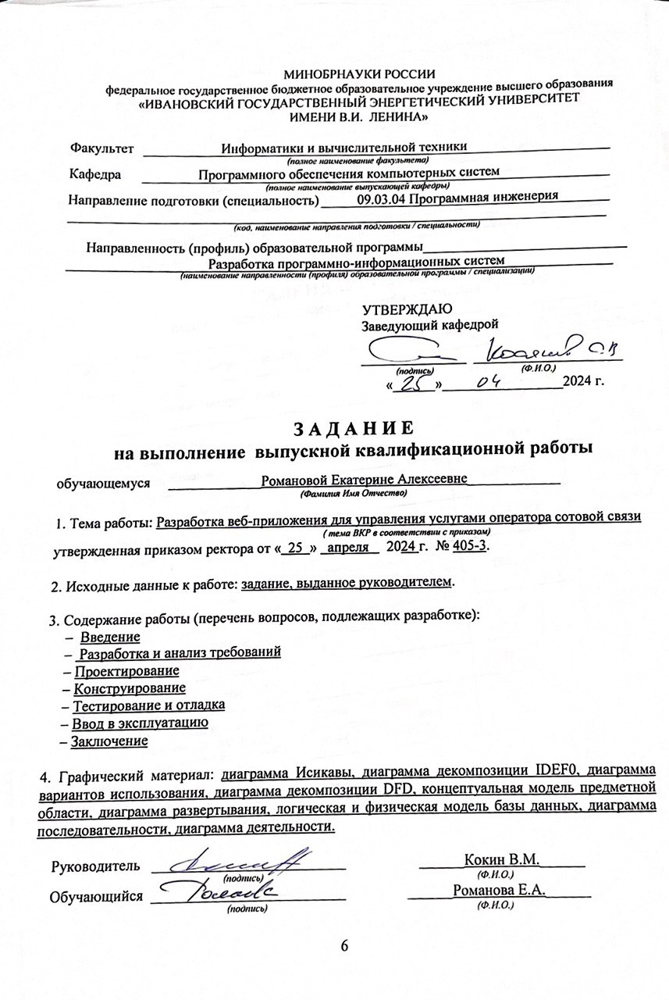 МИНОБРНАУКИ РОССИИ
федеральное государственное бюджетное образовательное учреждение высшего образования
«ИВАНОВСКИЙ ГОСУДАРСТВЕННЫЙ ЭНЕРГЕТИЧЕСКИЙ УНИВЕРСИТЕТ
ИМЕНИ В.И. ЛЕНИНА»
Факультет Информатики и вычислительной техники
(полное наименование факультета)
Кафедра Программного обеспечения компьютерных систем
(полное наименование выпускающей кафедры)
Направление подготовки (специальность) 09.03.04 Программная инженерия
(код, наименование направления подготовки / специальности)
Направленность (профиль) образовательной программы
Разработка программно-информационных систем
(наименование направленности (профиля) образовательной программы / специализации)
УТВЕРЖДАЮ
Заведующий кафедрой
(подпись) (Ф.И.О.)
«25» 04 2024 г.
З А Д А Н И Е
на выполнение выпускной квалификационной работы
обучающемуся Романовой Екатерине Алексеевне
(Фамилия Имя Отчество)
1. Тема работы: Разработка веб-приложения для управления услугами оператора сотовой связи
( тема ВКР в соответствии с приказом)
утвержденная приказом ректора от « 25 » апреля 2024 г. № 405-3.
2. Исходные данные к работе: задание, выданное руководителем.
3. Содержание работы (перечень вопросов, подлежащих разработке):
– Введение
– Разработка и анализ требований
– Проектирование
– Конструирование
– Тестирование и отладка
– Ввод в эксплуатацию
– Заключение
4. Графический материал: диаграмма Исикавы, диаграмма декомпозиции IDEF0, диаграмма
вариантов использования, диаграмма декомпозиции DFD, концептуальная модель предметной
области, диаграмма развертывания, логическая и физическая модель базы данных, диаграмма
последовательности, диаграмма деятельности.
Руководитель Кокин В.М.
(подпись) (Ф.И.О.)
Обучающийся Романова Е.А.
(подпись) (Ф.И.О.)
6